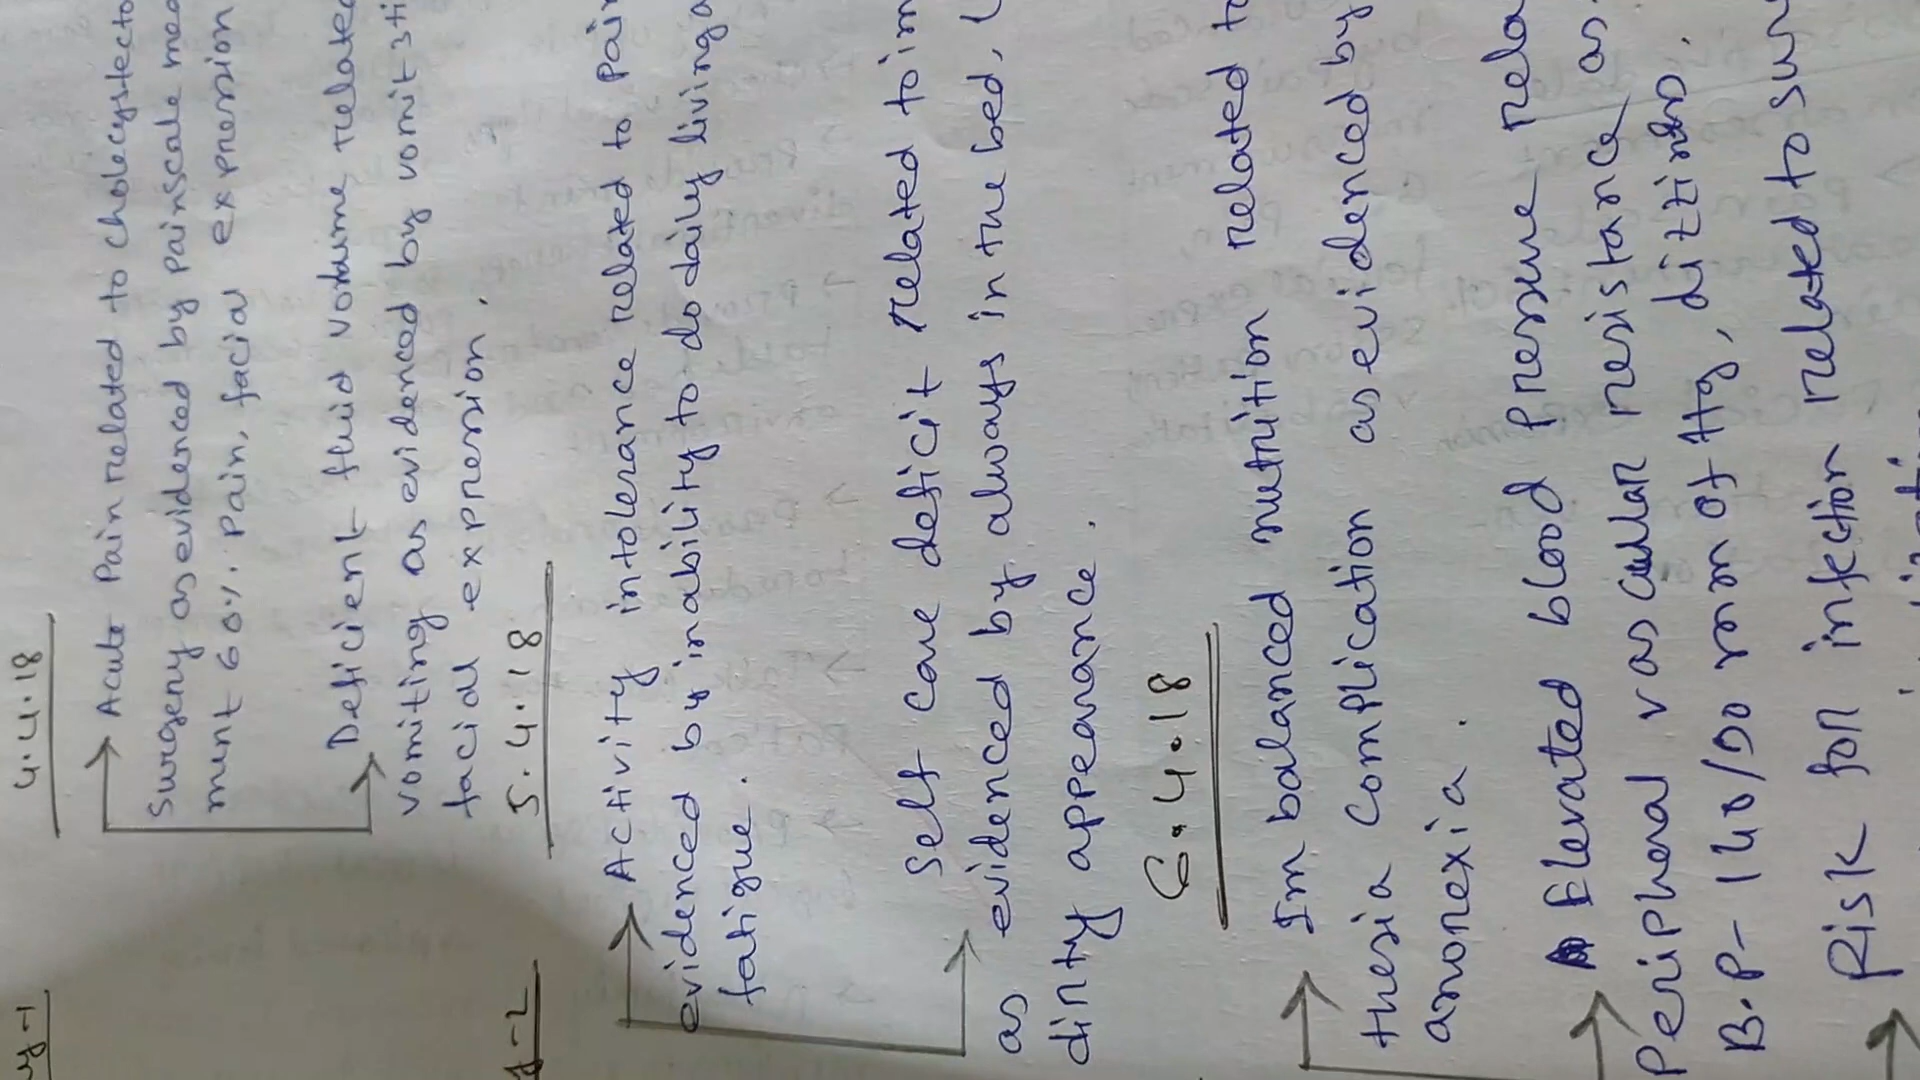 4.4.18
Acute Pain related to cholecystecto
Surgery as evidenced by painscale mea
ment 60%. Pain, facial expression
Deficient fluid volume related
vomiting as evidenced by vomit 3ti
facial expression.
5.4.18
Activity intolerance related to pain
evidenced by inability to do daily living a
fatigue.
Self care deficit related to im
as evidenced by always in the bed, U
dirty appearance.
6.4.18
Imbalanced nutrition related to
thesia complication as evidenced by
anorexia.
Elevated blood pressure rela
Peripheral vascular resistance as
B.P- 140/90 mm of Hg, dizzines.
Risk for infection related to sur